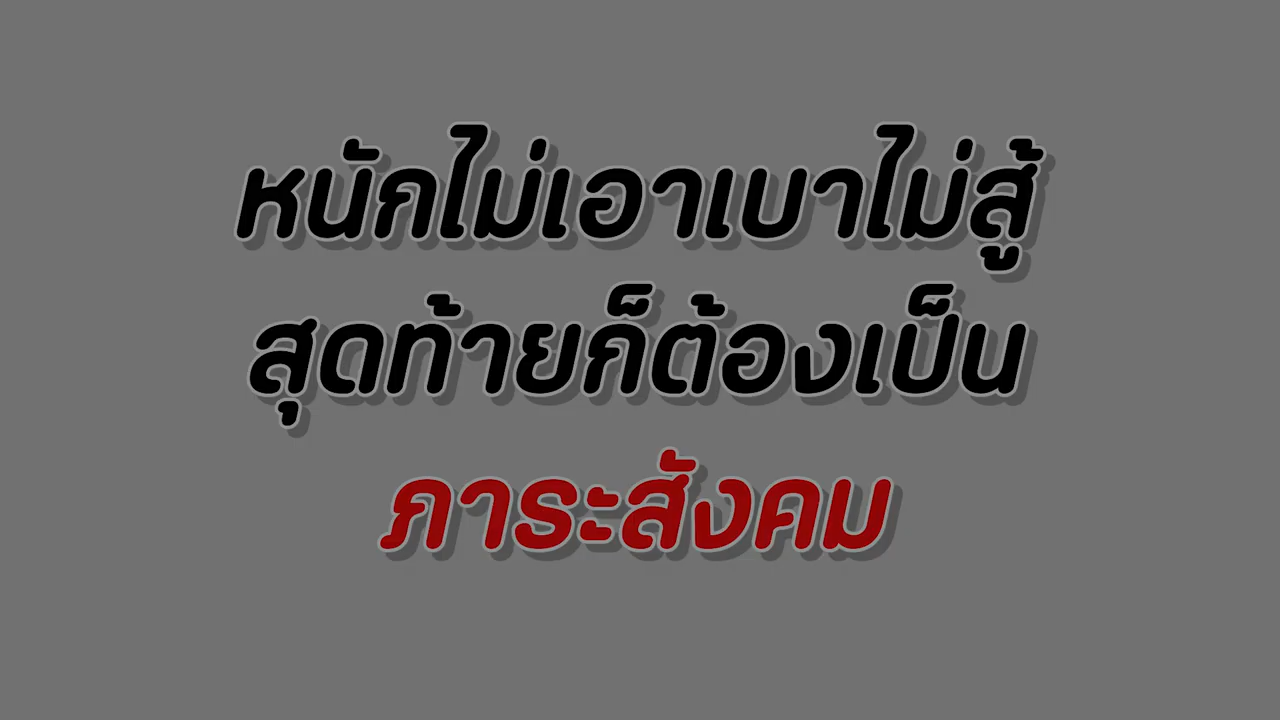 หนักไม่เอาเบาไม่สู้
สุดท้ายก็ต้องเป็น
ภาระสังคม